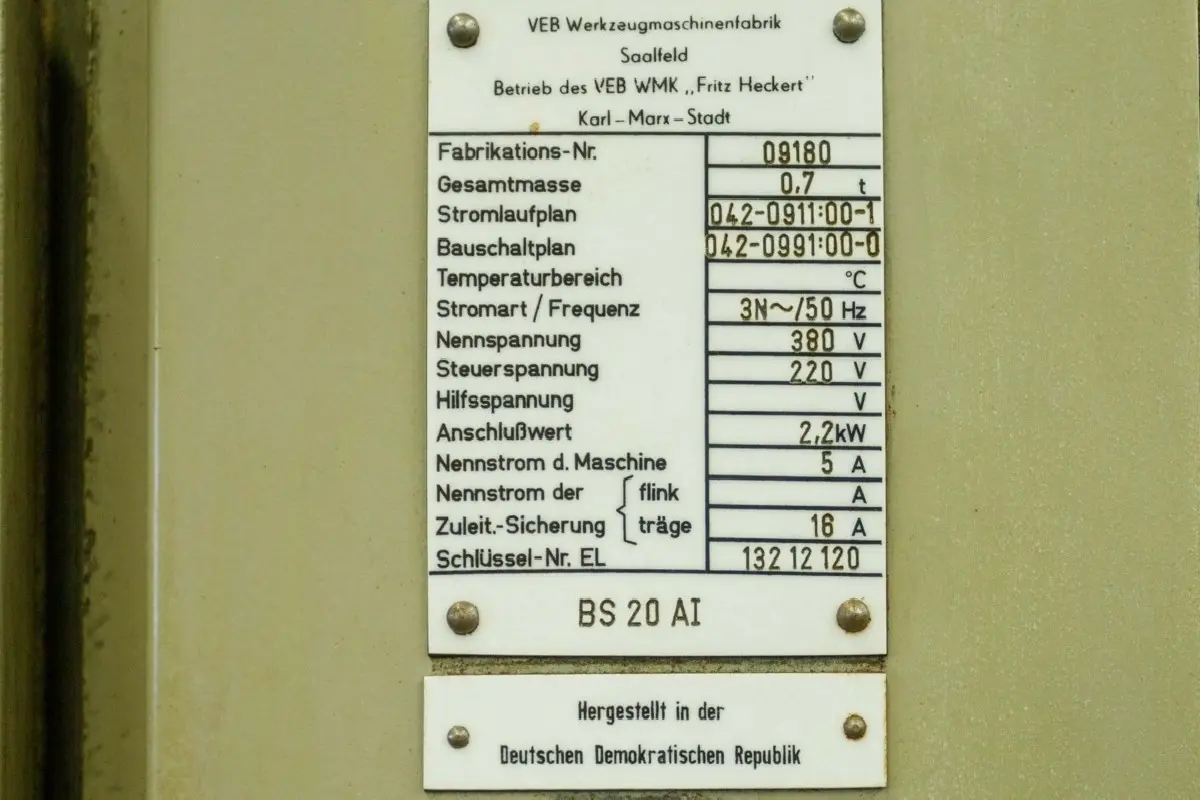 VEB Werkzeugmaschinenfabrik
Saalfeld
Betrieb des VEB WMK „Fritz Heckert"
Karl-Marx-Stadt
Fabrikations-Nr. 09180
Gesamtmasse 0,7 t
Stromlaufplan 042-0911:00-1
Bauschaltplan 042-0991:00-0
Temperaturbereich °C
Stromart / Frequenz 3N~/50 Hz
Nennspannung 380 V
Steuerspannung 220 V
Hilfsspannung V
Anschlußwert 2,2kW
Nennstrom d. Maschine 5 A
Nennstrom der { flink A
Zuleit.-Sicherung { träge 16 A
Schlüssel-Nr. EL 132 12 120
BS 20 AI
Hergestellt in der
Deutschen Demokratischen Republik